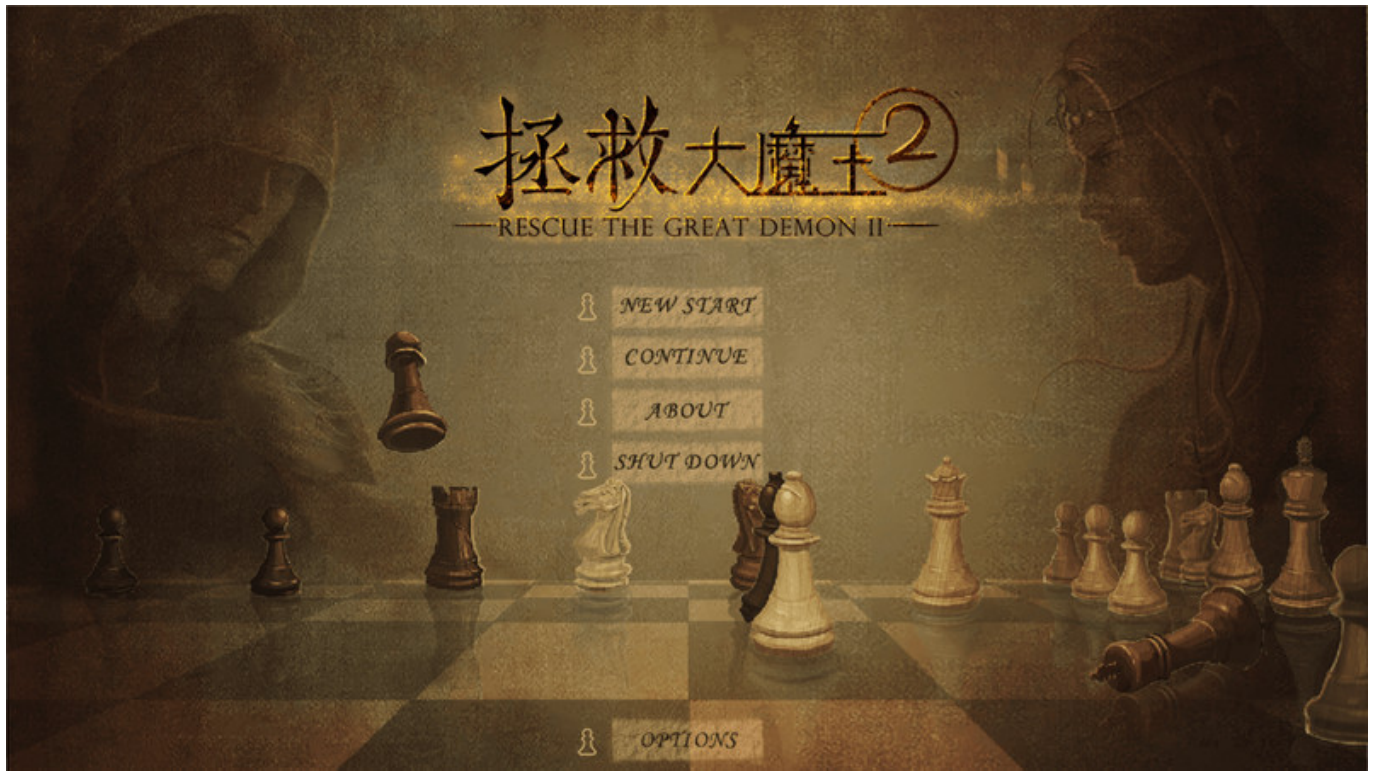 拯救大魔王2
RESCUE THE GREAT DEMON II
NEW START
CONTINUE
ABOUT
SHUT DOWN
OPTIONS